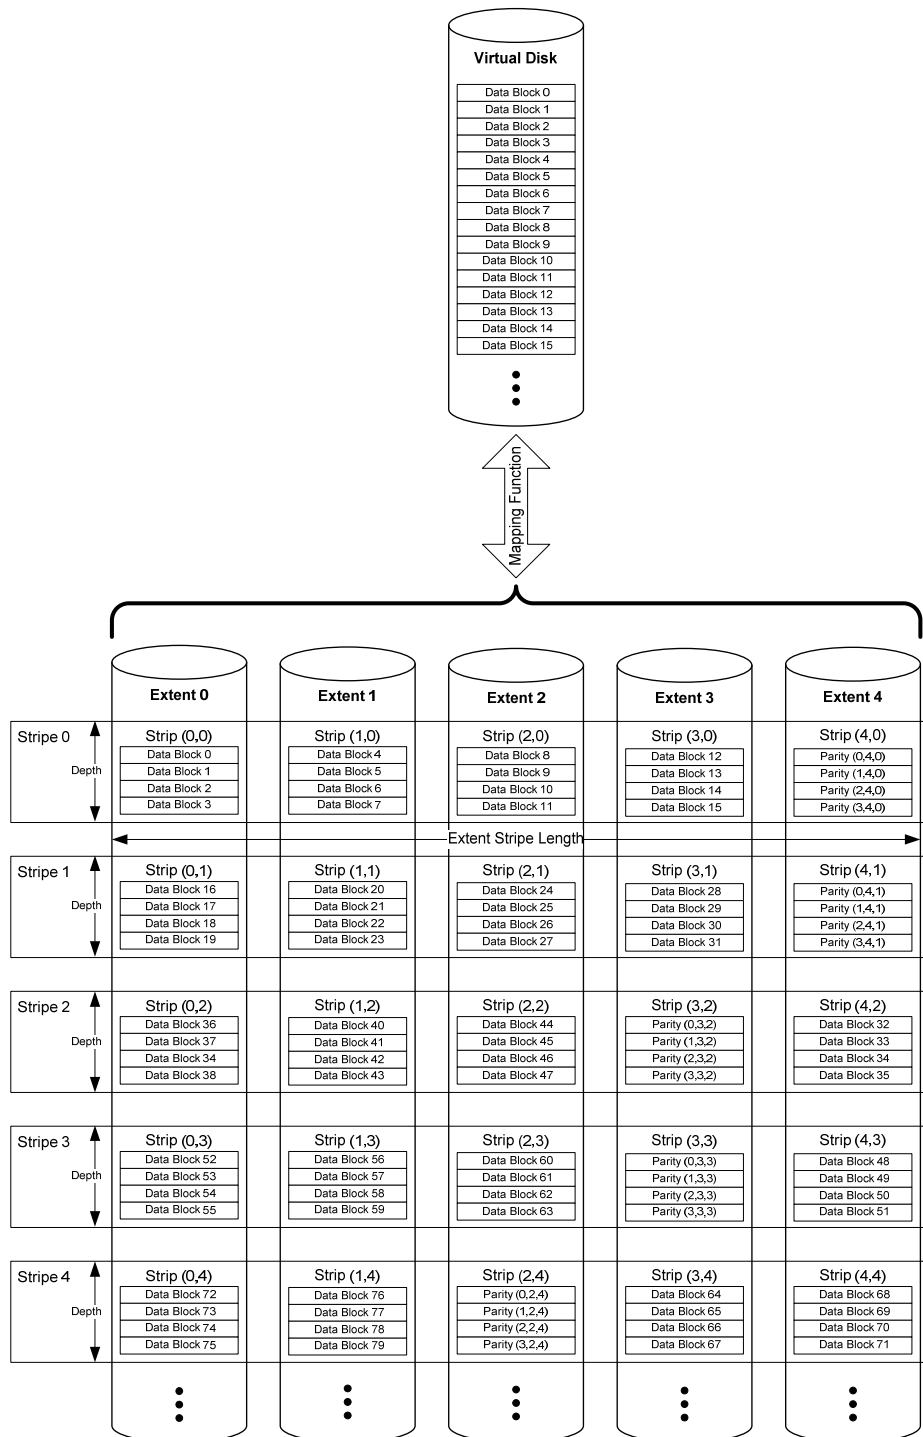 Virtual Disk
Data Block 0
Data Block 1
Data Block 2
Data Block 3
Data Block 4
Data Block 5
Data Block 6
Data Block 7
Data Block 8
Data Block 9
Data Block 10
Data Block 11
Data Block 12
Data Block 13
Data Block 14
Data Block 15
Mapping Function
Extent 0
Extent 1
Extent 2
Extent 3
Extent 4
Stripe 0
Depth
Strip (0,0)
Data Block 0
Data Block 1
Data Block 2
Data Block 3
Strip (1,0)
Data Block 4
Data Block 5
Data Block 6
Data Block 7
Strip (2,0)
Data Block 8
Data Block 9
Data Block 10
Data Block 11
Strip (3,0)
Data Block 12
Data Block 13
Data Block 14
Data Block 15
Strip (4,0)
Parity (0,4,0)
Parity (1,4,0)
Parity (2,4,0)
Parity (3,4,0)
Extent Stripe Length
Stripe 1
Depth
Strip (0,1)
Data Block 16
Data Block 17
Data Block 18
Data Block 19
Strip (1,1)
Data Block 20
Data Block 21
Data Block 22
Data Block 23
Strip (2,1)
Data Block 24
Data Block 25
Data Block 26
Data Block 27
Strip (3,1)
Data Block 28
Data Block 29
Data Block 30
Data Block 31
Strip (4,1)
Parity (0,4,1)
Parity (1,4,1)
Parity (2,4,1)
Parity (3,4,1)
Stripe 2
Depth
Strip (0,2)
Data Block 36
Data Block 37
Data Block 34
Data Block 38
Strip (1,2)
Data Block 40
Data Block 41
Data Block 42
Data Block 43
Strip (2,2)
Data Block 44
Data Block 45
Data Block 46
Data Block 47
Strip (3,2)
Parity (0,3,2)
Parity (1,3,2)
Parity (2,3,2)
Parity (3,3,2)
Strip (4,2)
Data Block 32
Data Block 33
Data Block 34
Data Block 35
Stripe 3
Depth
Strip (0,3)
Data Block 52
Data Block 53
Data Block 54
Data Block 55
Strip (1,3)
Data Block 56
Data Block 57
Data Block 58
Data Block 59
Strip (2,3)
Data Block 60
Data Block 61
Data Block 62
Data Block 63
Strip (3,3)
Parity (0,3,3)
Parity (1,3,3)
Parity (2,3,3)
Parity (3,3,3)
Strip (4,3)
Data Block 48
Data Block 49
Data Block 50
Data Block 51
Stripe 4
Depth
Strip (0,4)
Data Block 72
Data Block 73
Data Block 74
Data Block 75
Strip (1,4)
Data Block 76
Data Block 77
Data Block 78
Data Block 79
Strip (2,4)
Parity (0,2,4)
Parity (1,2,4)
Parity (2,2,4)
Parity (3,2,4)
Strip (3,4)
Data Block 64
Data Block 65
Data Block 66
Data Block 67
Strip (4,4)
Data Block 68
Data Block 69
Data Block 70
Data Block 71